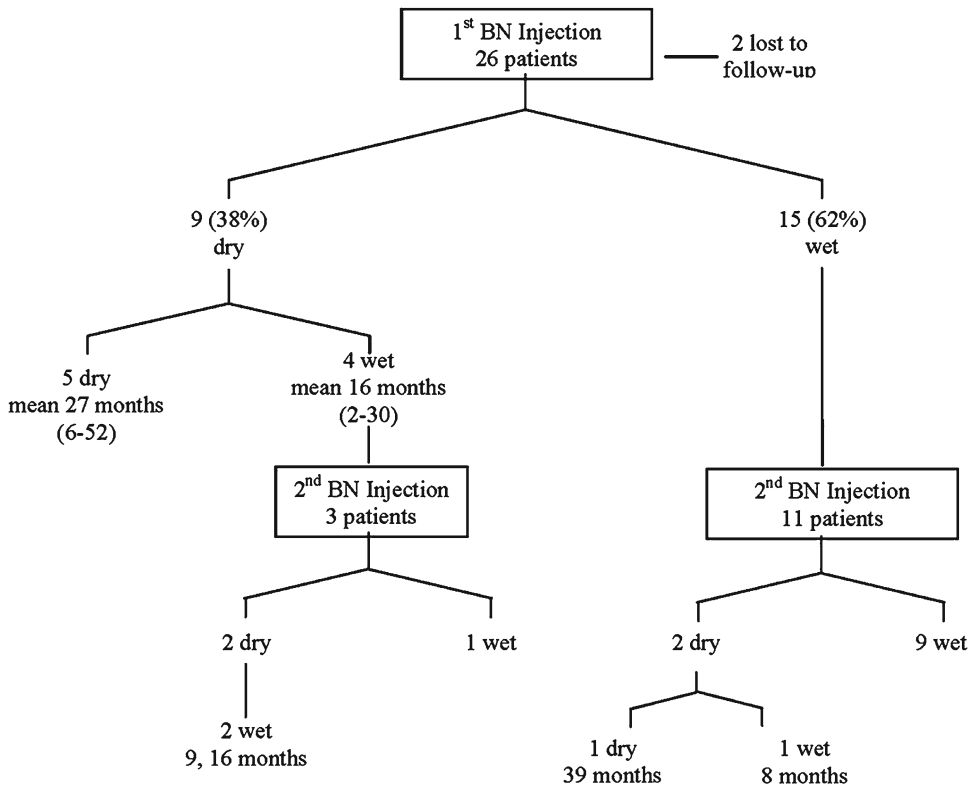 1st BN Injection
26 patients
2 lost to
follow-up
9 (38%)
dry
15 (62%)
wet
5 dry
mean 27 months
(6-52)
4 wet
mean 16 months
(2-30)
2nd BN Injection
3 patients
2nd BN Injection
11 patients
2 dry
1 wet
2 dry
9 wet
2 wet
9, 16 months
1 dry
39 months
1 wet
8 months